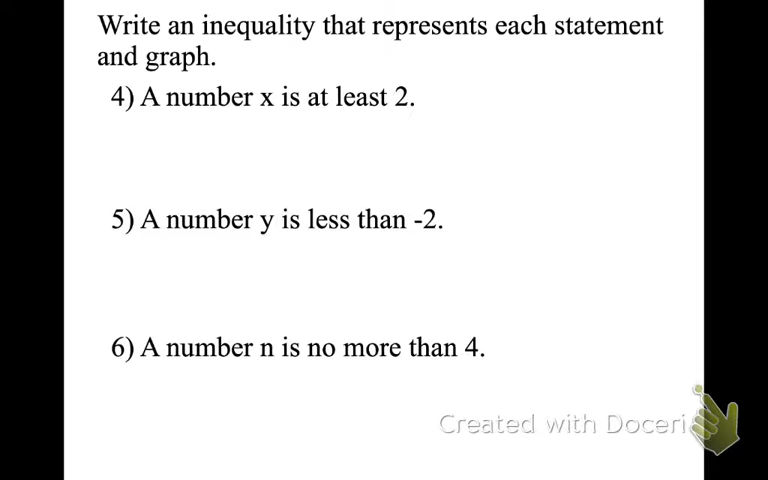 Write an inequality that represents each statement
and graph.
4) A number x is at least 2.
5) A number y is less than -2.
6) A number n is no more than 4.
Created with Doceri